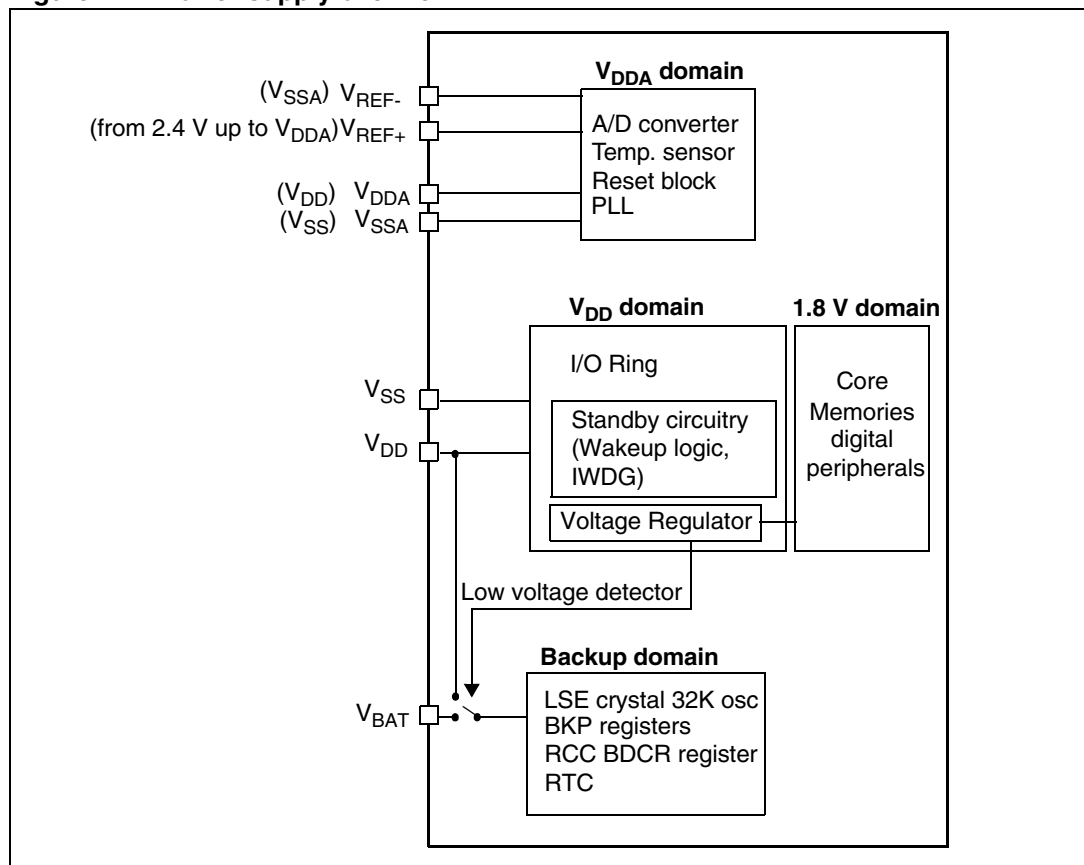 V_DDA domain
(V_SSA) V_REF-
(from 2.4 V up to V_DDA)V_REF+
(V_DD) V_DDA
(V_SS) V_SSA
A/D converter
Temp. sensor
Reset block
PLL
V_DD domain
1.8 V domain
I/O Ring
V_SS
V_DD
Standby circuitry
(Wakeup logic,
IWDG)
Voltage Regulator
Core
Memories
digital
peripherals
Low voltage detector
Backup domain
V_BAT
LSE crystal 32K osc
BKP registers
RCC BDCR register
RTC